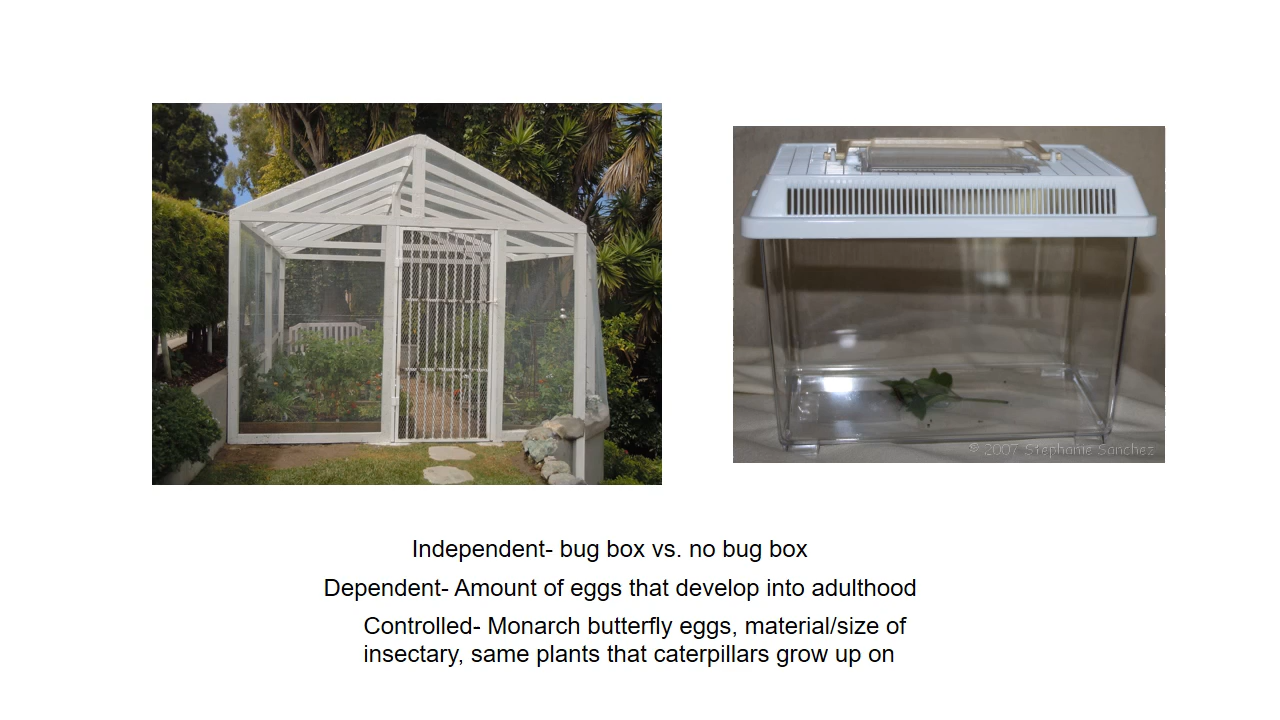 © 2007 Stephanie Sanchez
Independent- bug box vs. no bug box
Dependent- Amount of eggs that develop into adulthood
Controlled- Monarch butterfly eggs, material/size of
insectary, same plants that caterpillars grow up on